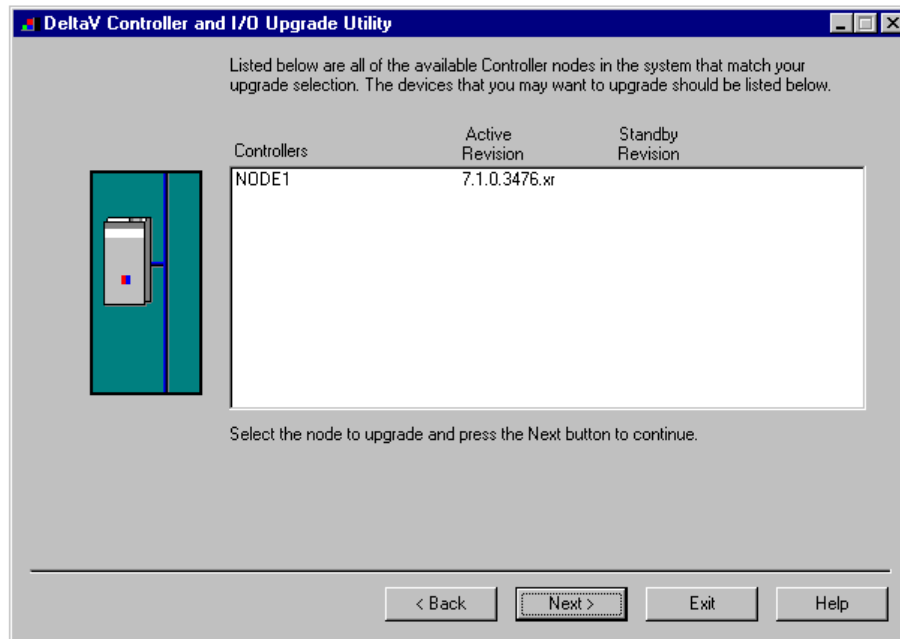 DeltaV Controller and I/O Upgrade Utility
Listed below are all of the available Controller nodes in the system that match your
upgrade selection. The devices that you may want to upgrade should be listed below.
Controllers Active Revision Standby Revision
NODE1 7.1.0.3476.xr
Select the node to upgrade and press the Next button to continue.
< Back Next > Exit Help